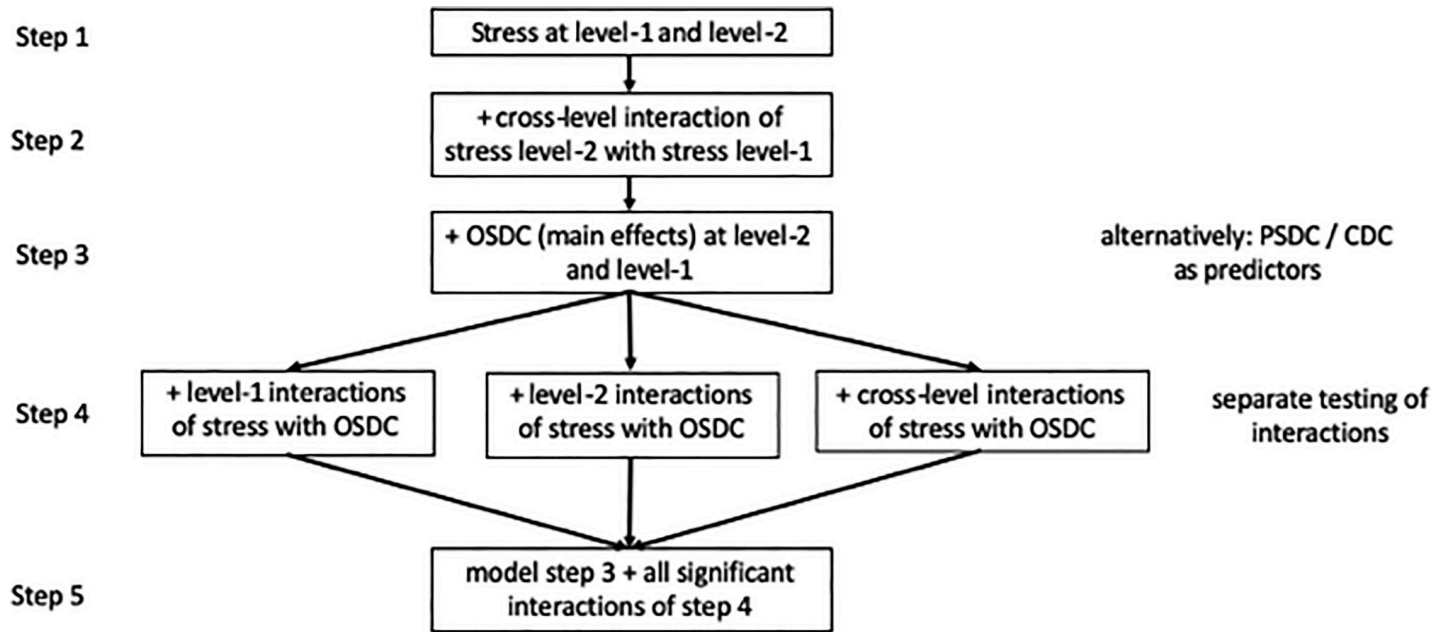 Step 1
Stress at level-1 and level-2
Step 2
+ cross-level interaction of
stress level-2 with stress level-1
Step 3
+ OSDC (main effects) at level-2
and level-1
alternatively: PSDC / CDC
as predictors
Step 4
+ level-1 interactions
of stress with OSDC
+ level-2 interactions
of stress with OSDC
+ cross-level interactions
of stress with OSDC
separate testing of
interactions
Step 5
model step 3 + all significant
interactions of step 4